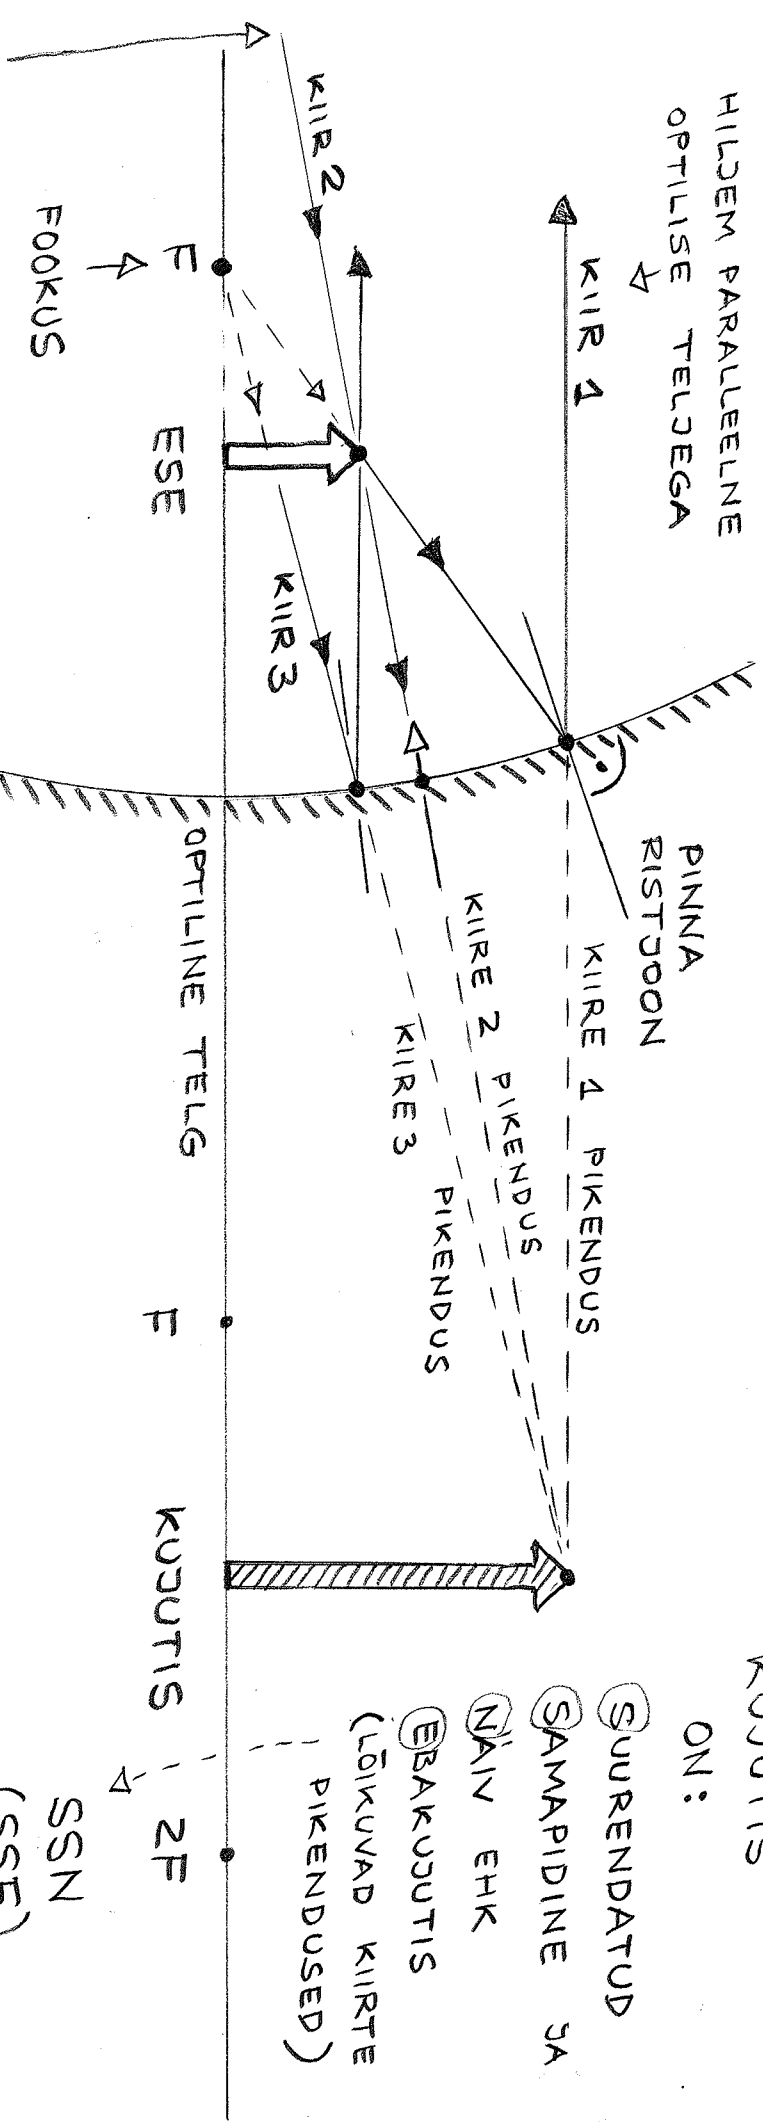 HILJEM PARALLEELNE
OPTILISE TELJEGA
KIIR 1
KIIR 2
KIIR 3
F
FOOKUS
ESE
PINNA
RISTJOON
KIIRE 1 PIKENDUS
KIIRE 2 PIKENDUS
KIIRE 3 PIKENDUS
OPTILINE TELG
F
KUJUTIS
2F
KUJUTIS
ON:
SUURENDATUD
SAMAPIDINE JA
NÄIV EHK
EBAKUJUTIS
(LÕIKUVAD KIIRTE
PIKENDUSED)
SSN
(SSE)